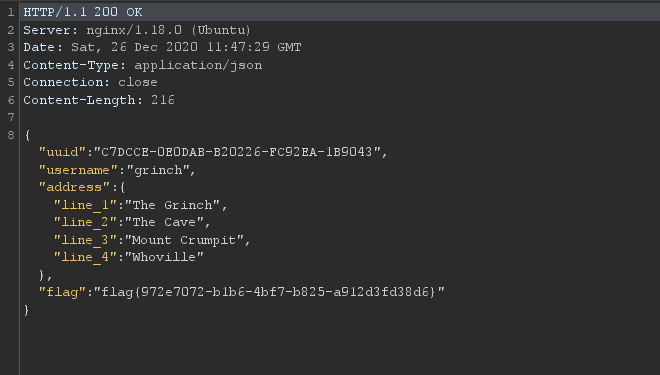 1 HTTP/1.1 200 OK
2 Server: nginx/1.18.0 (Ubuntu)
3 Date: Sat, 26 Dec 2020 11:47:29 GMT
4 Content-Type: application/json
5 Connection: close
6 Content-Length: 216
7
8 {
"uuid":"C7DCCE-0E0DAB-B20226-FC92EA-1B9043",
"username":"grinch",
"address":{
"line_1":"The Grinch",
"line_2":"The Cave",
"line_3":"Mount Crumpit",
"line_4":"Whoville"
},
"flag":"flag{972e7072-b1b6-4bf7-b825-a912d3fd38d6}"
}